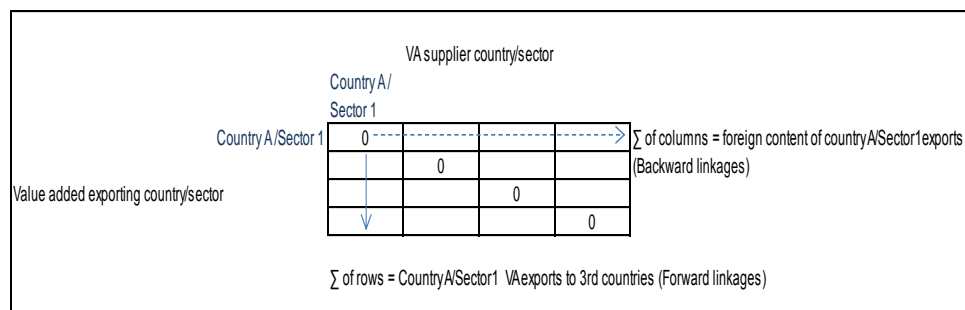 VA supplier country/sector
Country A /
Sector 1
Country A /Sector 1
0
∑ of columns = foreign content of country A/Sector1 exports
0
(Backward linkages)
Value added exporting country/sector
0
0
∑ of rows = Country A/Sector1 VA exports to 3rd countries (Forward linkages)